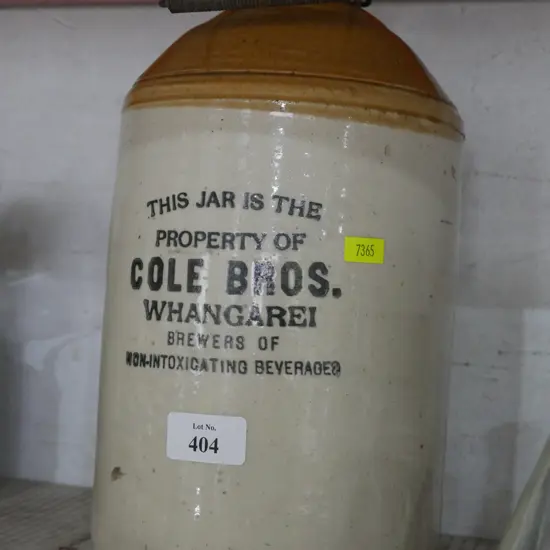 THIS JAR IS THE
PROPERTY OF
COLE BROS.
WHANGAREI
BREWERS OF
NON-INTOXICATING BEVERAGES
7365
Lot No.
404